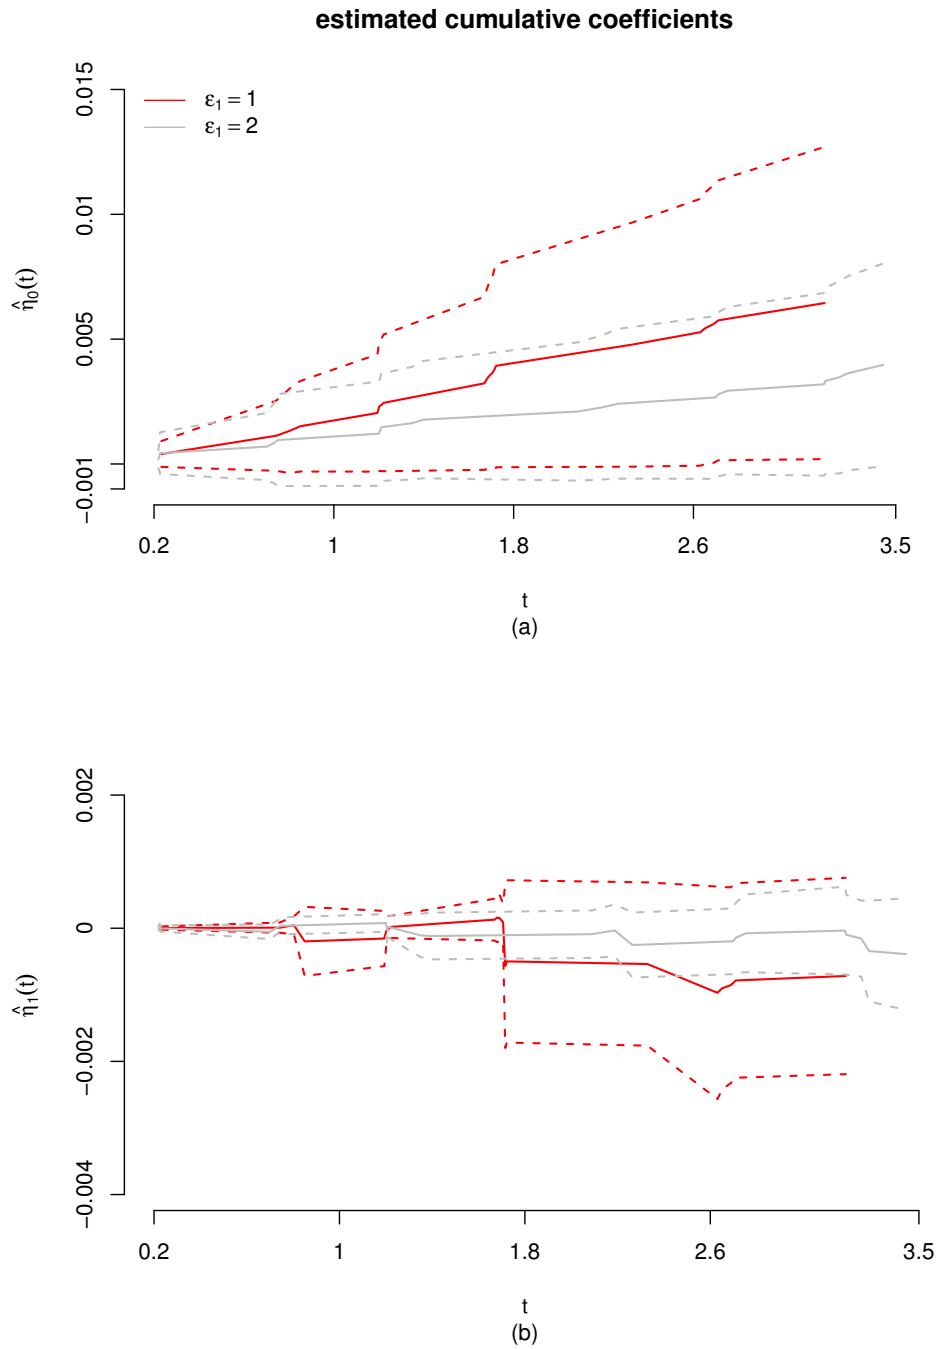 estimated cumulative coefficients
0.015
0.01
0.005
−0.001
η̂₀(t)
ε₁ = 1
ε₁ = 2
0.2 1 1.8 2.6 3.5
t
(a)
0.002
0
−0.002
−0.004
η̂₁(t)
0.2 1 1.8 2.6 3.5
t
(b)